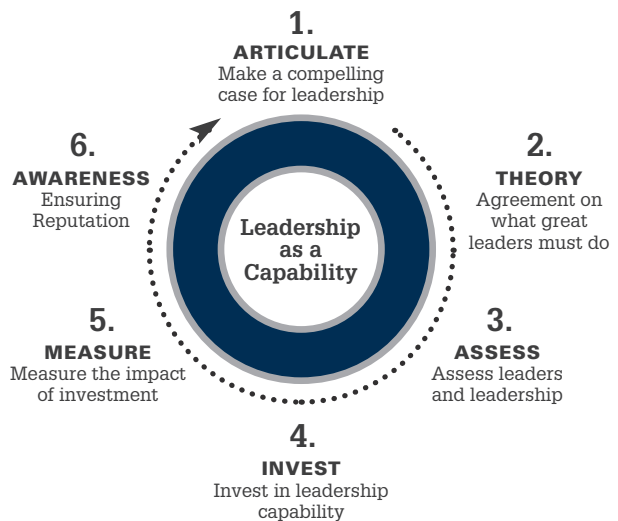 1.
ARTICULATE
Make a compelling
case for leadership
2.
THEORY
Agreement on
what great
leaders must do
3.
ASSESS
Assess leaders
and leadership
4.
INVEST
Invest in leadership
capability
5.
MEASURE
Measure the impact
of investment
6.
AWARENESS
Ensuring
Reputation
Leadership
as a
Capability